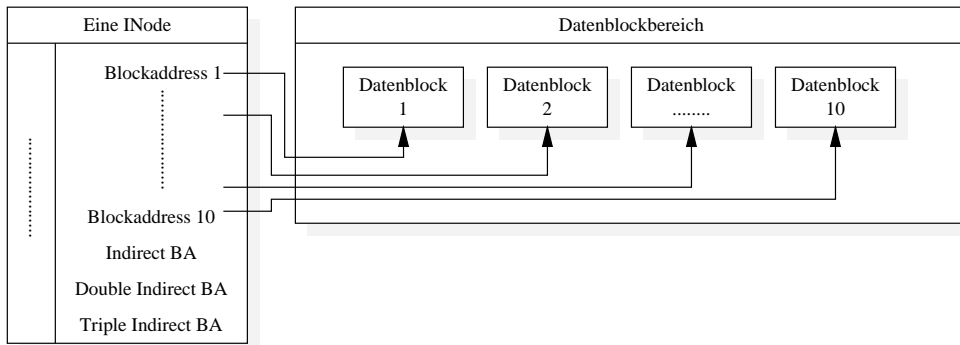 Eine INode
Blockaddress 1
Blockaddress 10
Indirect BA
Double Indirect BA
Triple Indirect BA
Datenblockbereich
Datenblock
1
Datenblock
2
Datenblock
........
Datenblock
10